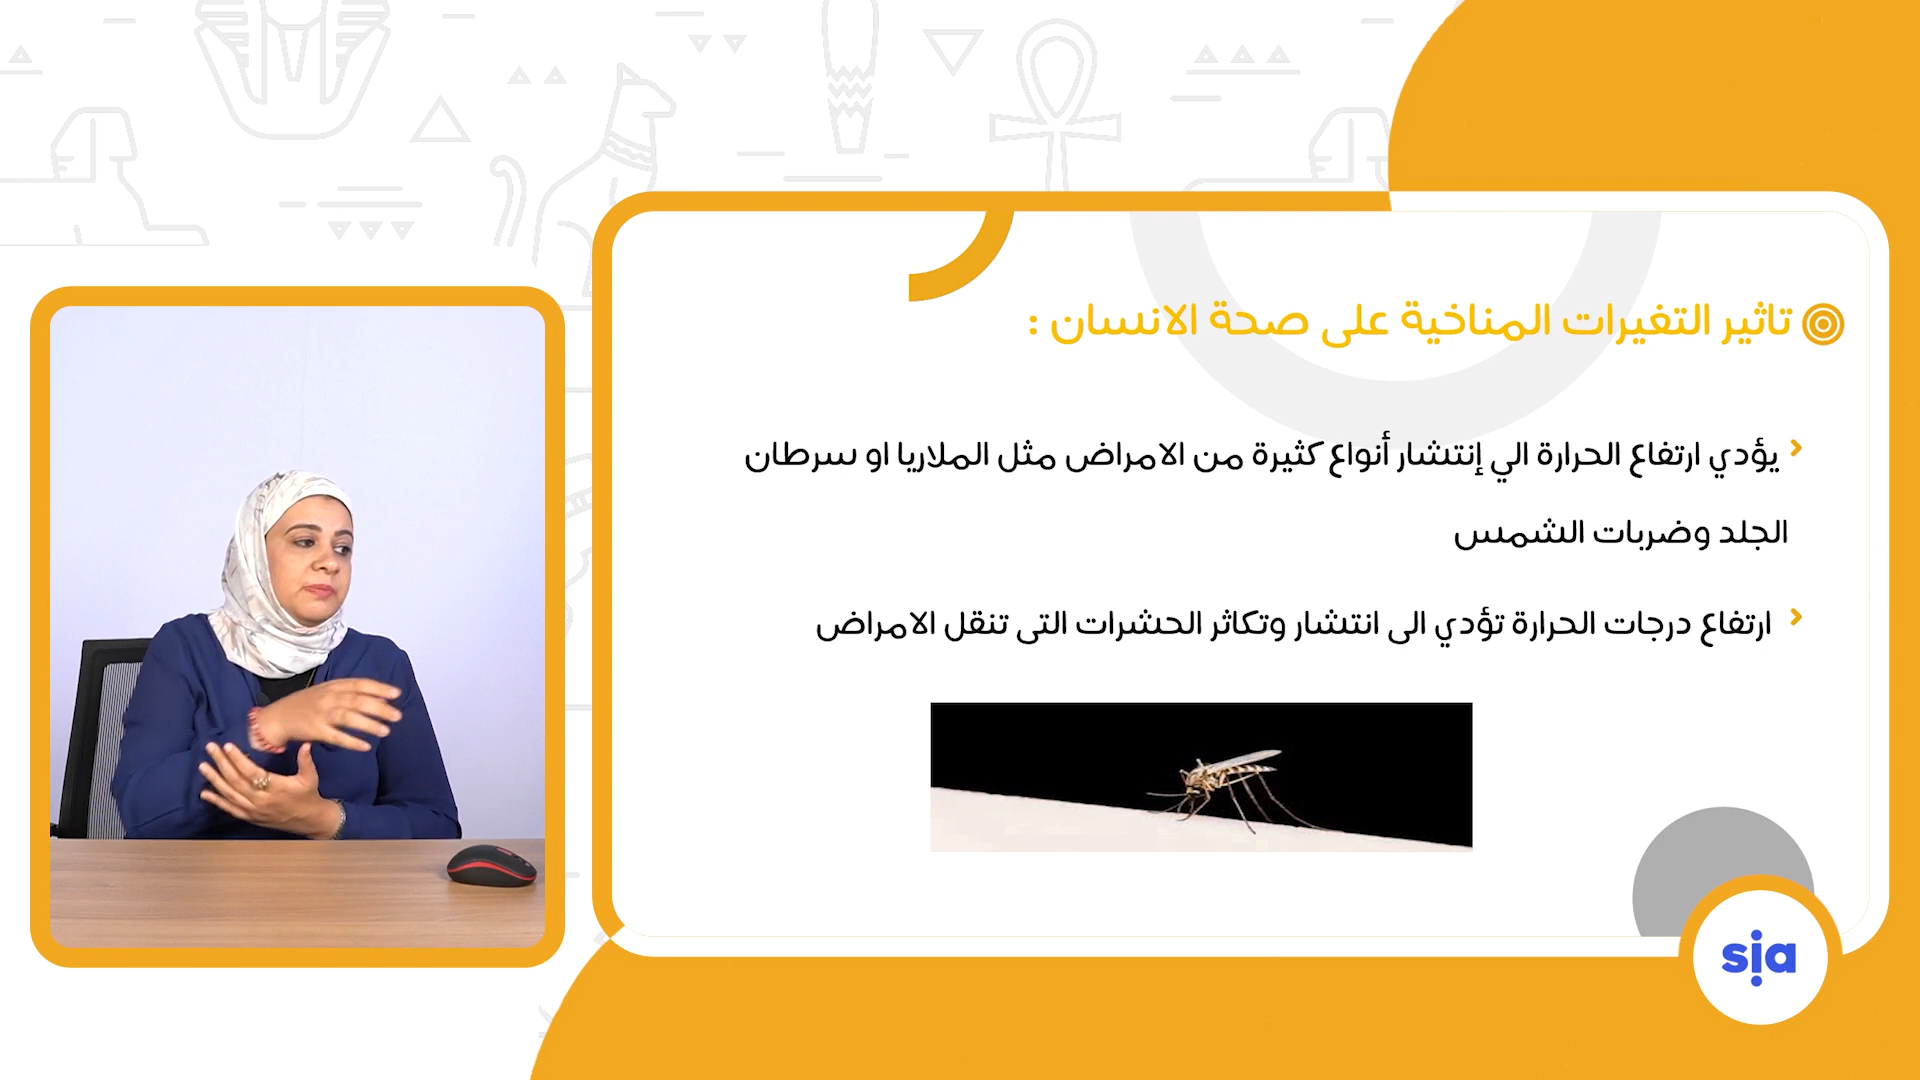 تاثير التغيرات المناخية على صحة الانسان :
يؤدي ارتفاع الحرارة الي إنتشار أنواع كثيرة من الامراض مثل الملاريا او سرطان
الجلد وضربات الشمس
ارتفاع درجات الحرارة تؤدي الى انتشار وتكاثر الحشرات التى تنقل الامراض
sia